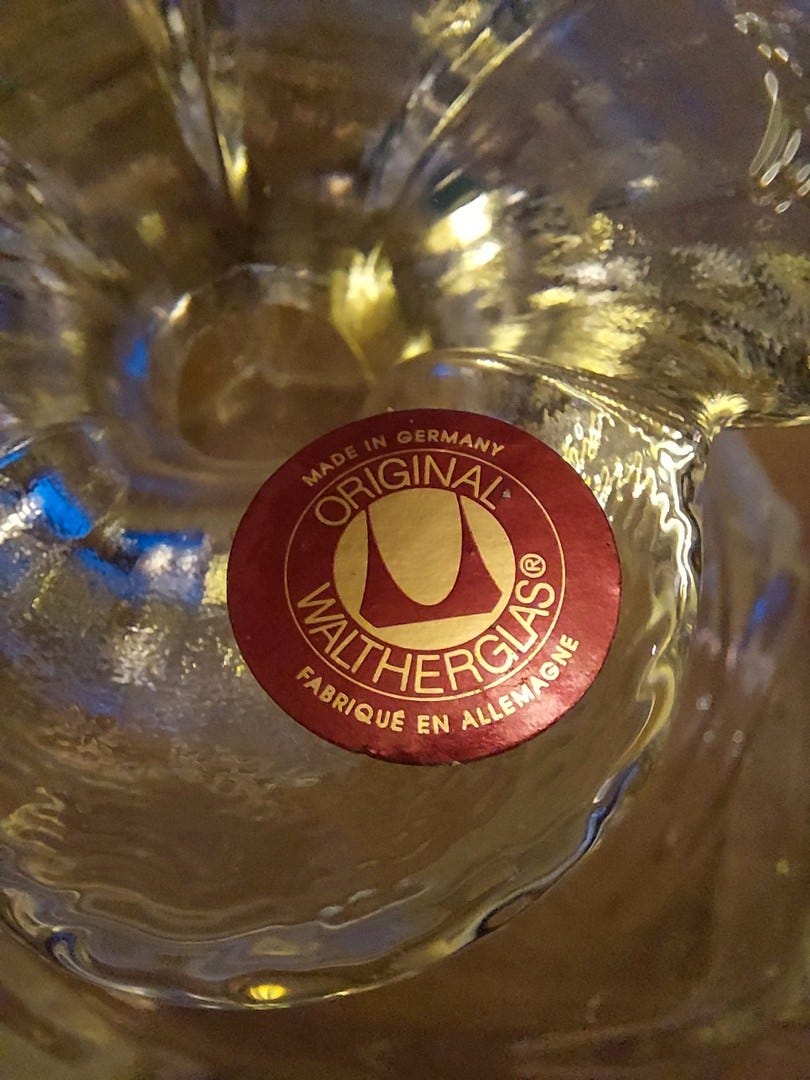 MADE IN GERMANY
ORIGINAL
WALTHERGLAS®
FABRIQUÉ EN ALLEMAGNE